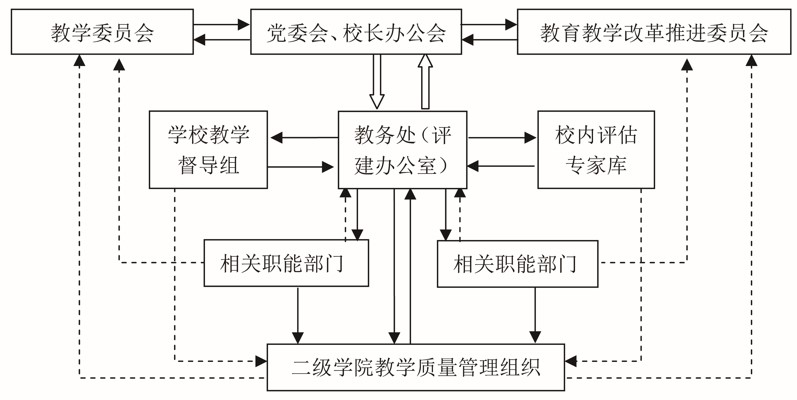 教学委员会
党委会、校长办公会
教育教学改革推进委员会
学校教学
督导组
教务处（评
建办公室）
校内评估
专家库
相关职能部门
相关职能部门
二级学院教学质量管理组织